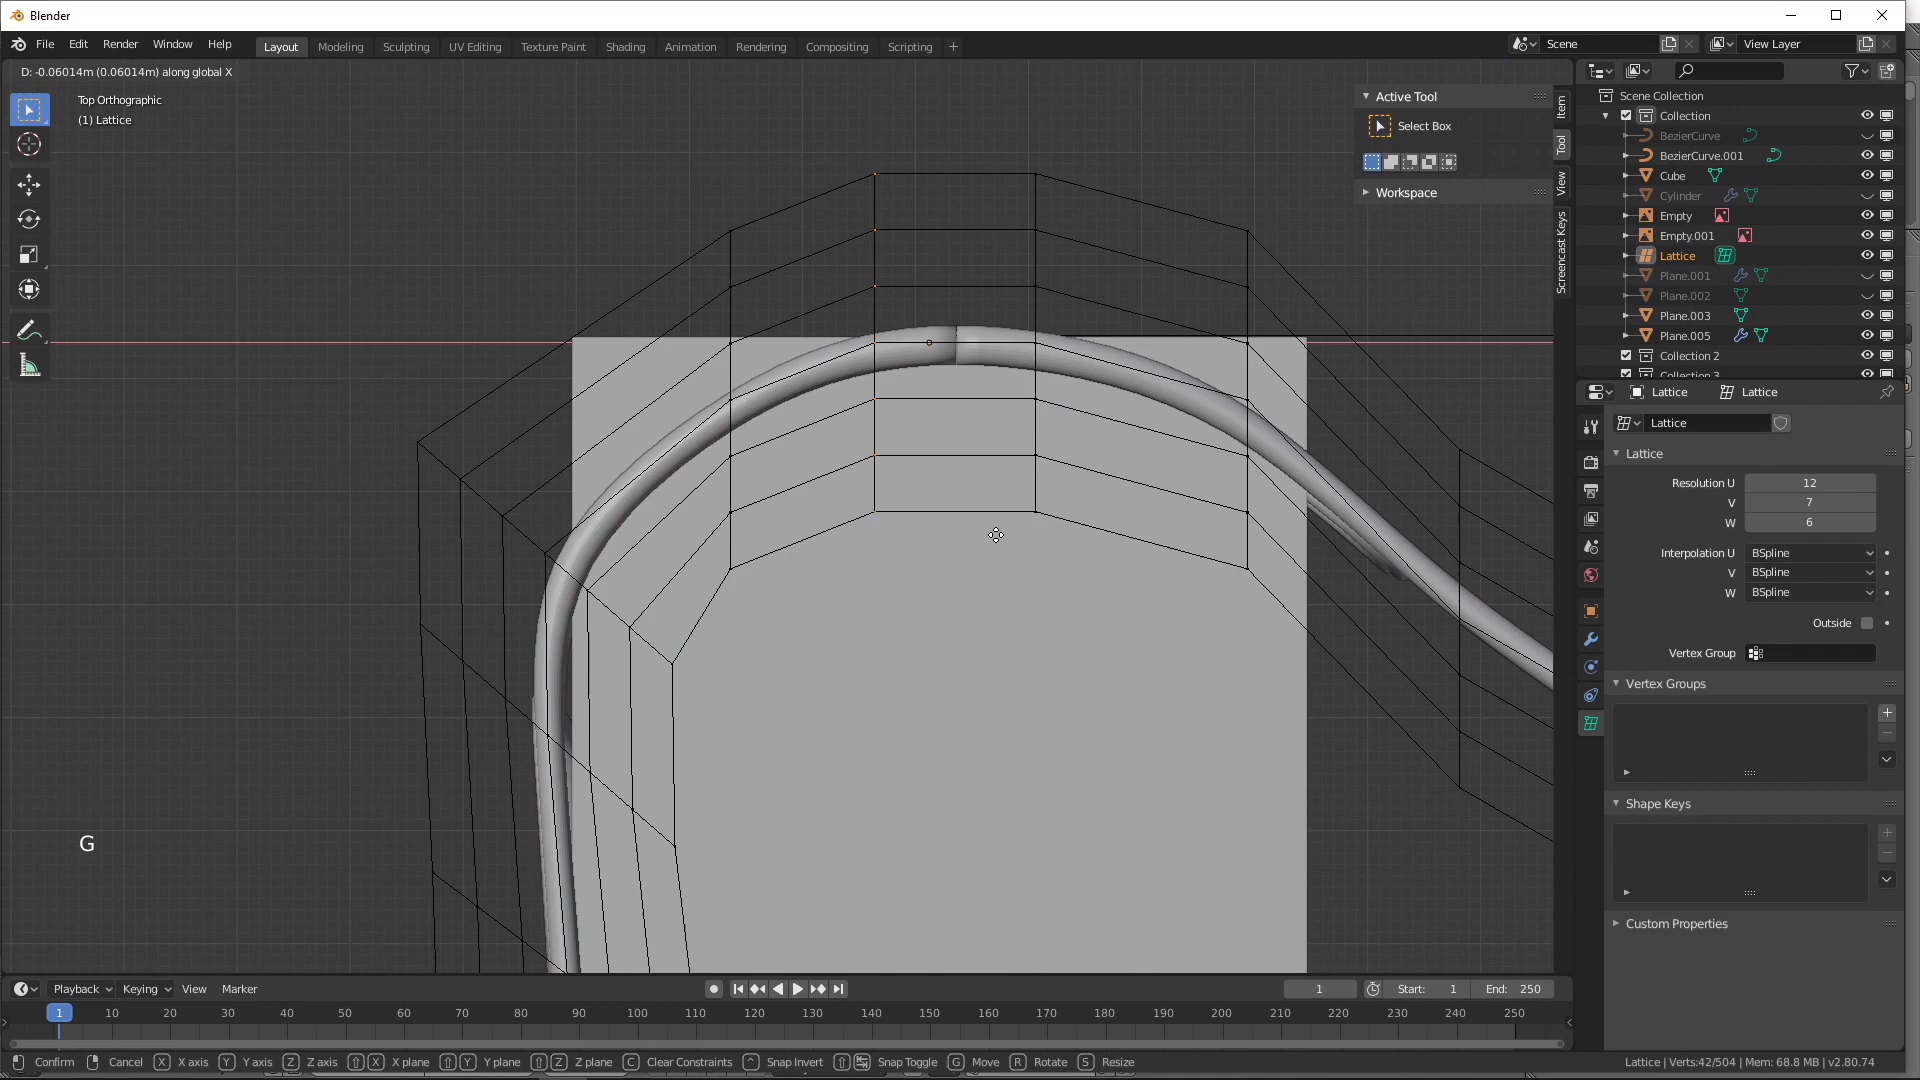 Blender
File Edit Render Window Help
Layout Modeling Sculpting UV Editing Texture Paint Shading Animation Rendering Compositing Scripting +
Scene
View Layer
D: -0.06014m (0.06014m) along global X
Top Orthographic
(1) Lattice
Active Tool
Select Box
Workspace
Item
Tool
View
Screencast Keys
Scene Collection
Collection
BezierCurve
BezierCurve.001
Cube
Cylinder
Empty
Empty.001
Lattice
Plane.001
Plane.002
Plane.003
Plane.005
Collection 2
Collection 3
Lattice Lattice
Lattice
Lattice
Resolution U 12
V 7
W 6
Interpolation U BSpline
V BSpline
W BSpline
Outside
Vertex Group
Vertex Groups
Shape Keys
Custom Properties
G
Playback Keying View Marker
1 Start: 1 End: 250
1 10 20 30 40 50 60 70 80 90 100 110 120 130 140 150 160 170 180 190 200 210 220 230 240 250
Confirm Cancel X X axis Y Y axis Z Z axis X X plane Y Y plane Z Z plane C Clear Constraints ^ Snap Invert Snap Toggle G Move R Rotate S Resize
Lattice | Verts:42/504 | Mem: 68.8 MB | v2.80.74